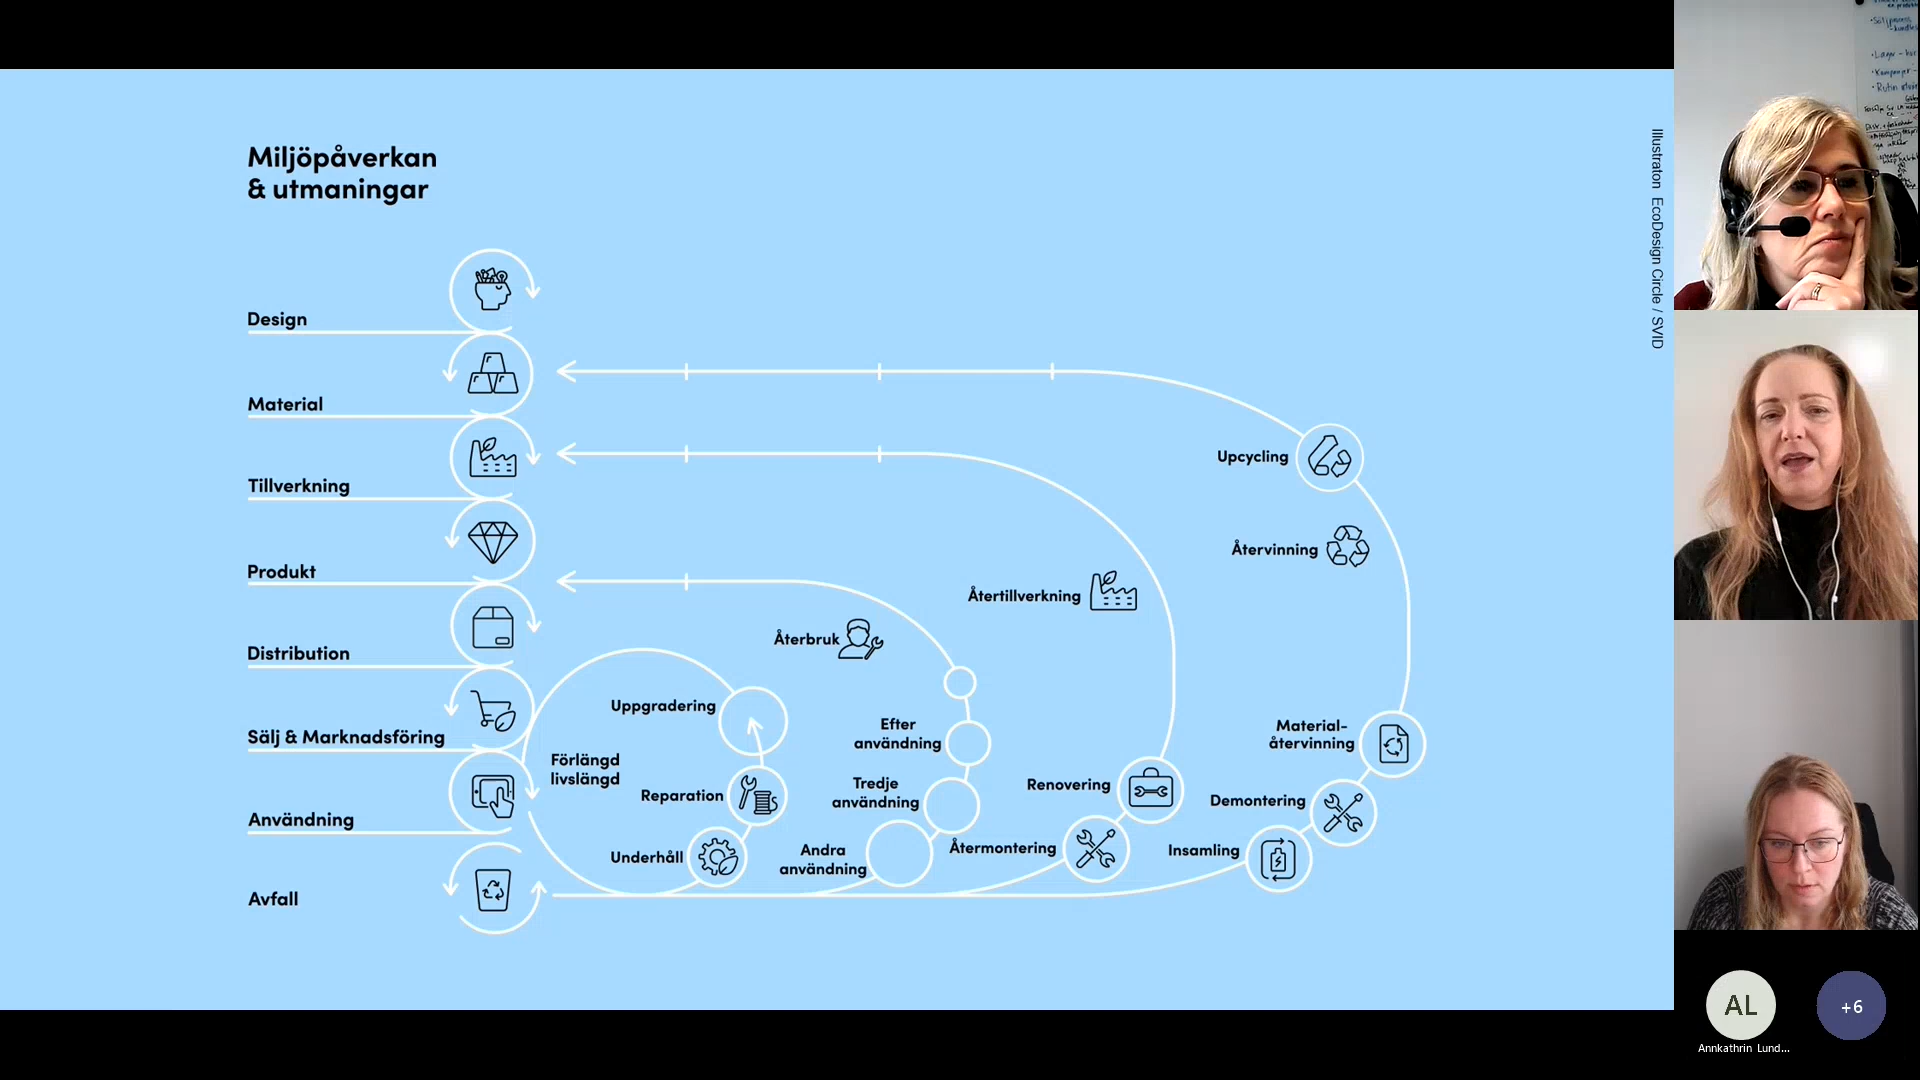 Miljöpåverkan
& utmaningar
Design
Material
Tillverkning
Produkt
Distribution
Sälj & Marknadsföring
Användning
Avfall
Förlängd
livslängd
Uppgradering
Reparation
Underhåll
Återbruk
Efter
användning
Tredje
användning
Andra
användning
Återtillverkning
Renovering
Återmontering
Upcycling
Återvinning
Material-
återvinning
Demontering
Insamling
Illustraton EcoDesign Circle / SVID
AL
Annkathrin Lund...
+6